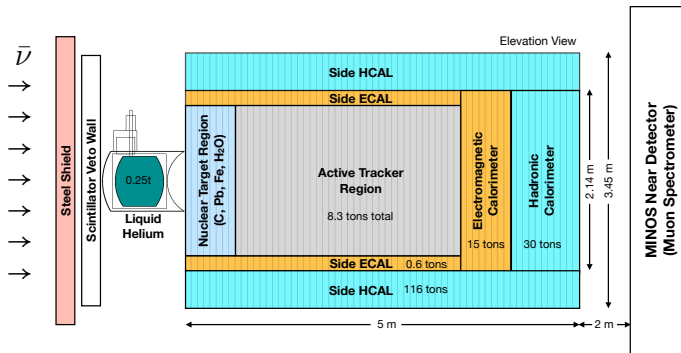 Elevation View
ν̄
Steel Shield
Scintillator Veto Wall
0.25t
Liquid
Helium
Side HCAL
Side ECAL
Nuclear Target Region
(C, Pb, Fe, H₂O)
Active Tracker
Region
8.3 tons total
Side ECAL
0.6 tons
Side HCAL
116 tons
Electromagnetic
Calorimeter
15 tons
Hadronic
Calorimeter
30 tons
2.14 m
3.45 m
5 m
2 m
MINOS Near Detector
(Muon Spectrometer)